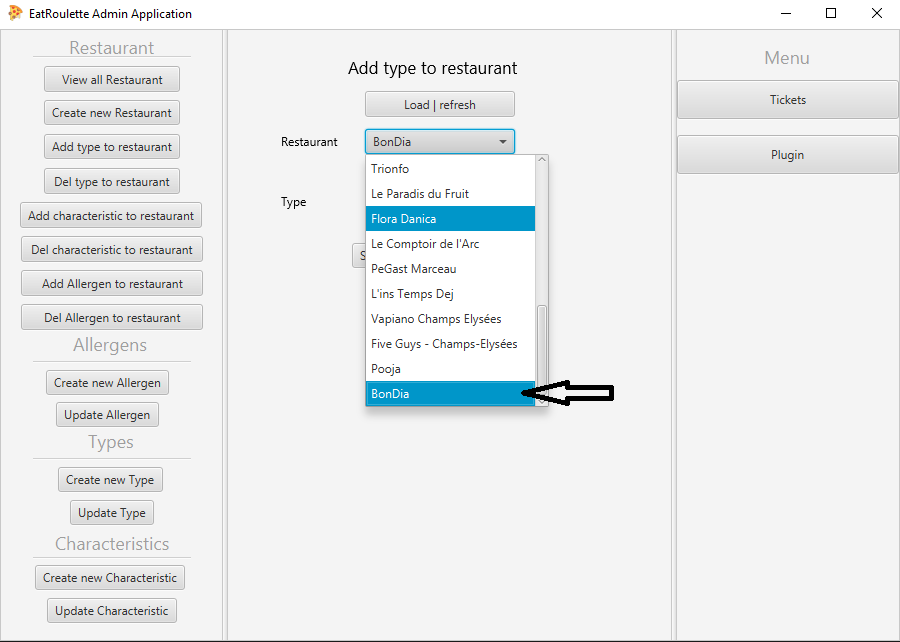 EatRoulette Admin Application
Restaurant
View all Restaurant
Create new Restaurant
Add type to restaurant
Del type to restaurant
Add characteristic to restaurant
Del characteristic to restaurant
Add Allergen to restaurant
Del Allergen to restaurant
Allergens
Create new Allergen
Update Allergen
Types
Create new Type
Update Type
Characteristics
Create new Characteristic
Update Characteristic
Add type to restaurant
Load | refresh
Restaurant
BonDia
Type
Trionfo
Le Paradis du Fruit
Flora Danica
Le Comptoir de l'Arc
PeGast Marceau
L'ins Temps Dej
Vapiano Champs Elysées
Five Guys - Champs-Elysées
Pooja
BonDia
Menu
Tickets
Plugin